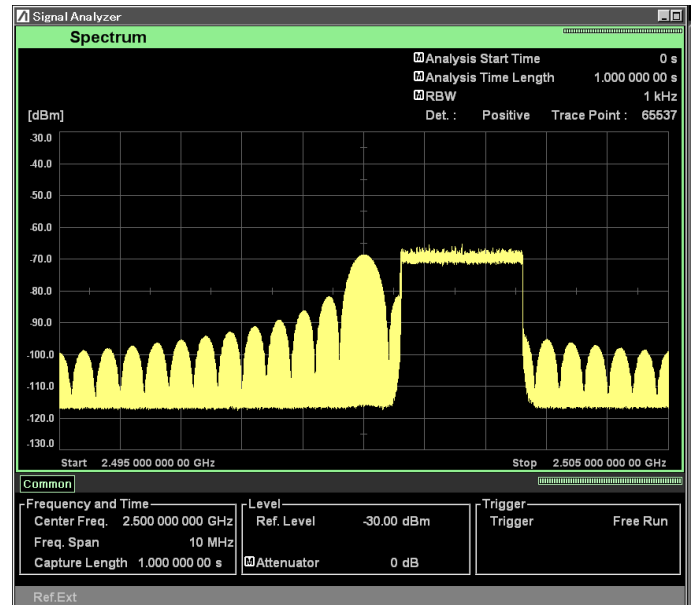 Signal Analyzer
Spectrum
M Analysis Start Time 0 s
M Analysis Time Length 1.000 000 00 s
M RBW 1 kHz
[dBm] Det. : Positive Trace Point : 65537
-30.0
-40.0
-50.0
-60.0
-70.0
-80.0
-90.0
-100.0
-110.0
-120.0
-130.0
Start 2.495 000 000 00 GHz Stop 2.505 000 000 00 GHz
Common
Frequency and Time Level Trigger
Center Freq. 2.500 000 000 GHz Ref. Level -30.00 dBm Trigger Free Run
Freq. Span 10 MHz
Capture Length 1.000 000 00 s M Attenuator 0 dB
Ref.Ext